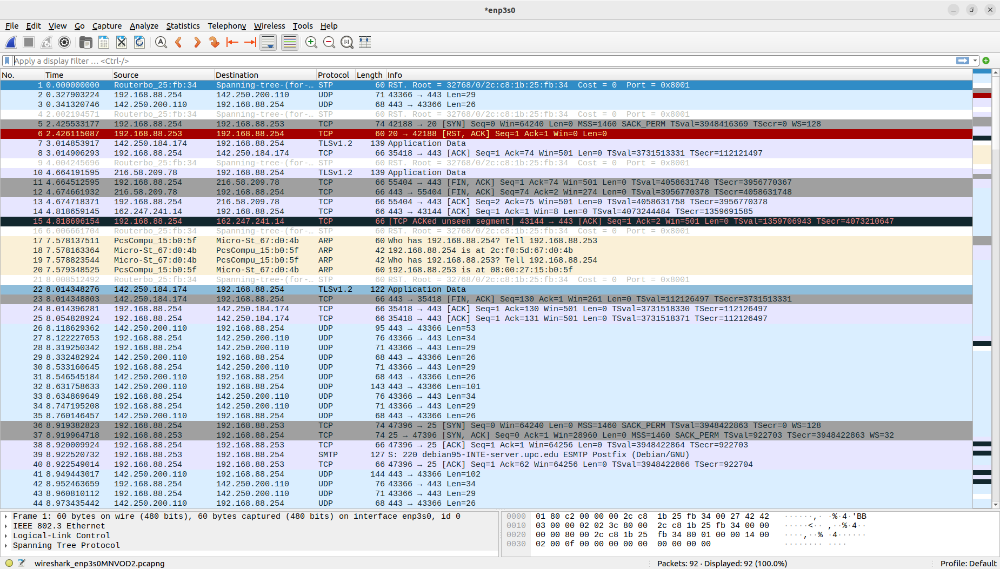 *enp3s0
File Edit View Go Capture Analyze Statistics Telephony Wireless Tools Help
Apply a display filter … <Ctrl-/>
No. Time Source Destination Protocol Length Info
1 0.000000000 Routerbo_25:fb:34 Spanning-tree-(for-… STP 60 RST. Root = 32768/0/2c:c8:1b:25:fb:34 Cost = 0 Port = 0x8001
2 0.327903224 192.168.88.254 142.250.200.110 UDP 71 43366 → 443 Len=29
3 0.341320746 142.250.200.110 192.168.88.254 UDP 68 443 → 43366 Len=26
4 2.002194571 Routerbo_25:fb:34 Spanning-tree-(for-… STP 60 RST. Root = 32768/0/2c:c8:1b:25:fb:34 Cost = 0 Port = 0x8001
5 2.425533177 192.168.88.254 192.168.88.253 TCP 74 42188 → 20 [SYN] Seq=0 Win=64240 Len=0 MSS=1460 SACK_PERM TSval=3948416369 TSecr=0 WS=128
6 2.426115087 192.168.88.253 192.168.88.254 TCP 60 20 → 42188 [RST, ACK] Seq=1 Ack=1 Win=0 Len=0
7 3.014853917 142.250.184.174 192.168.88.254 TLSv1.2 139 Application Data
8 3.014906293 192.168.88.254 142.250.184.174 TCP 66 35418 → 443 [ACK] Seq=1 Ack=74 Win=501 Len=0 TSval=3731513331 TSecr=112121497
9 4.004245696 Routerbo_25:fb:34 Spanning-tree-(for-… STP 60 RST. Root = 32768/0/2c:c8:1b:25:fb:34 Cost = 0 Port = 0x8001
10 4.664191595 216.58.209.78 192.168.88.254 TLSv1.2 139 Application Data
11 4.664512595 192.168.88.254 216.58.209.78 TCP 66 55404 → 443 [FIN, ACK] Seq=1 Ack=74 Win=501 Len=0 TSval=4058631748 TSecr=3956770367
12 4.674661932 216.58.209.78 192.168.88.254 TCP 66 443 → 55404 [FIN, ACK] Seq=74 Ack=2 Win=274 Len=0 TSval=3956770378 TSecr=4058631748
13 4.674718371 192.168.88.254 216.58.209.78 TCP 66 55404 → 443 [ACK] Seq=2 Ack=75 Win=501 Len=0 TSval=4058631758 TSecr=3956770378
14 4.818659145 162.247.241.14 192.168.88.254 TCP 66 443 → 43144 [ACK] Seq=1 Ack=1 Win=8 Len=0 TSval=4073244484 TSecr=1359691585
15 4.818696154 192.168.88.254 162.247.241.14 TCP 66 [TCP ACKed unseen segment] 43144 → 443 [ACK] Seq=1 Ack=2 Win=501 Len=0 TSval=1359706943 TSecr=4073210647
16 6.006661704 Routerbo_25:fb:34 Spanning-tree-(for-… STP 60 RST. Root = 32768/0/2c:c8:1b:25:fb:34 Cost = 0 Port = 0x8001
17 7.578137511 PcsCompu_15:b0:5f Micro-St_67:d0:4b ARP 60 Who has 192.168.88.254? Tell 192.168.88.253
18 7.578163364 Micro-St_67:d0:4b PcsCompu_15:b0:5f ARP 42 192.168.88.254 is at 2c:f0:5d:67:d0:4b
19 7.578823544 Micro-St_67:d0:4b PcsCompu_15:b0:5f ARP 42 Who has 192.168.88.253? Tell 192.168.88.254
20 7.579348525 PcsCompu_15:b0:5f Micro-St_67:d0:4b ARP 60 192.168.88.253 is at 08:00:27:15:b0:5f
21 8.008512492 Routerbo_25:fb:34 Spanning-tree-(for-… STP 60 RST. Root = 32768/0/2c:c8:1b:25:fb:34 Cost = 0 Port = 0x8001
22 8.014348276 142.250.184.174 192.168.88.254 TLSv1.2 122 Application Data
23 8.014348803 142.250.184.174 192.168.88.254 TCP 66 443 → 35418 [FIN, ACK] Seq=130 Ack=1 Win=261 Len=0 TSval=112126497 TSecr=3731513331
24 8.014396281 192.168.88.254 142.250.184.174 TCP 66 35418 → 443 [ACK] Seq=1 Ack=130 Win=501 Len=0 TSval=3731518330 TSecr=112126497
25 8.054828924 192.168.88.254 142.250.184.174 TCP 66 35418 → 443 [ACK] Seq=1 Ack=131 Win=501 Len=0 TSval=3731518371 TSecr=112126497
26 8.118629362 142.250.200.110 192.168.88.254 UDP 95 443 → 43366 Len=53
27 8.122227053 192.168.88.254 142.250.200.110 UDP 76 43366 → 443 Len=34
28 8.319250342 192.168.88.254 142.250.200.110 UDP 71 43366 → 443 Len=29
29 8.332482924 142.250.200.110 192.168.88.254 UDP 68 443 → 43366 Len=26
30 8.533160645 192.168.88.254 142.250.200.110 UDP 71 43366 → 443 Len=29
31 8.546545184 142.250.200.110 192.168.88.254 UDP 68 443 → 43366 Len=26
32 8.631758633 142.250.200.110 192.168.88.254 UDP 143 443 → 43366 Len=101
33 8.634869649 192.168.88.254 142.250.200.110 UDP 76 43366 → 443 Len=34
34 8.747195208 192.168.88.254 142.250.200.110 UDP 71 43366 → 443 Len=29
35 8.760146457 142.250.200.110 192.168.88.254 UDP 68 443 → 43366 Len=26
36 8.919382823 192.168.88.254 192.168.88.253 TCP 74 47396 → 25 [SYN] Seq=0 Win=64240 Len=0 MSS=1460 SACK_PERM TSval=3948422863 TSecr=0 WS=128
37 8.919964718 192.168.88.253 192.168.88.254 TCP 74 25 → 47396 [SYN, ACK] Seq=0 Ack=1 Win=28960 Len=0 MSS=1460 SACK_PERM TSval=922703 TSecr=3948422863 WS=32
38 8.920009924 192.168.88.254 192.168.88.253 TCP 66 47396 → 25 [ACK] Seq=1 Ack=1 Win=64256 Len=0 TSval=3948422864 TSecr=922703
39 8.922520732 192.168.88.253 192.168.88.254 SMTP 127 S: 220 debian95-INTE-server.upc.edu ESMTP Postfix (Debian/GNU)
40 8.922549014 192.168.88.254 192.168.88.253 TCP 66 47396 → 25 [ACK] Seq=1 Ack=62 Win=64256 Len=0 TSval=3948422866 TSecr=922704
41 8.949443017 142.250.200.110 192.168.88.254 UDP 144 443 → 43366 Len=102
42 8.952463659 192.168.88.254 142.250.200.110 UDP 76 43366 → 443 Len=34
43 8.960810112 192.168.88.254 142.250.200.110 UDP 71 43366 → 443 Len=29
44 8.973435442 142.250.200.110 192.168.88.254 UDP 68 443 → 43366 Len=26
Frame 1: 60 bytes on wire (480 bits), 60 bytes captured (480 bits) on interface enp3s0, id 0
IEEE 802.3 Ethernet
Logical-Link Control
Spanning Tree Protocol
0000 01 80 c2 00 00 00 2c c8 1b 25 fb 34 00 27 42 42 ······,· ·%·4·'BB
0010 03 00 00 02 02 3c 80 00 2c c8 1b 25 fb 34 00 00 ·····<·· ,··%·4··
0020 00 00 80 00 2c c8 1b 25 fb 34 80 01 00 00 14 00 ····,··% ·4······
0030 02 00 0f 00 00 00 00 00 00 00 00 00 ········ ····
wireshark_enp3s0MNVOD2.pcapng
Packets: 92 · Displayed: 92 (100.0%)
Profile: Default